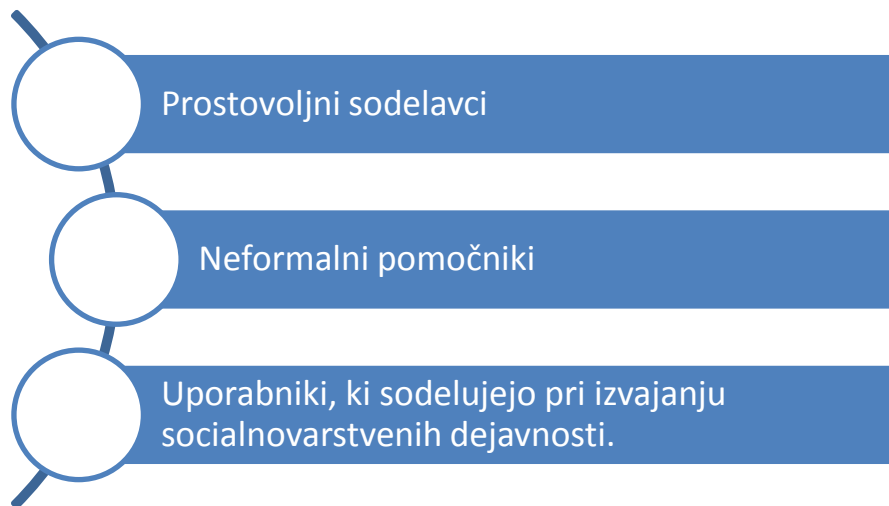 Prostovoljni sodelavci
Neformalni pomočniki
Uporabniki, ki sodelujejo pri izvajanju
socialnovarstvenih dejavnosti.